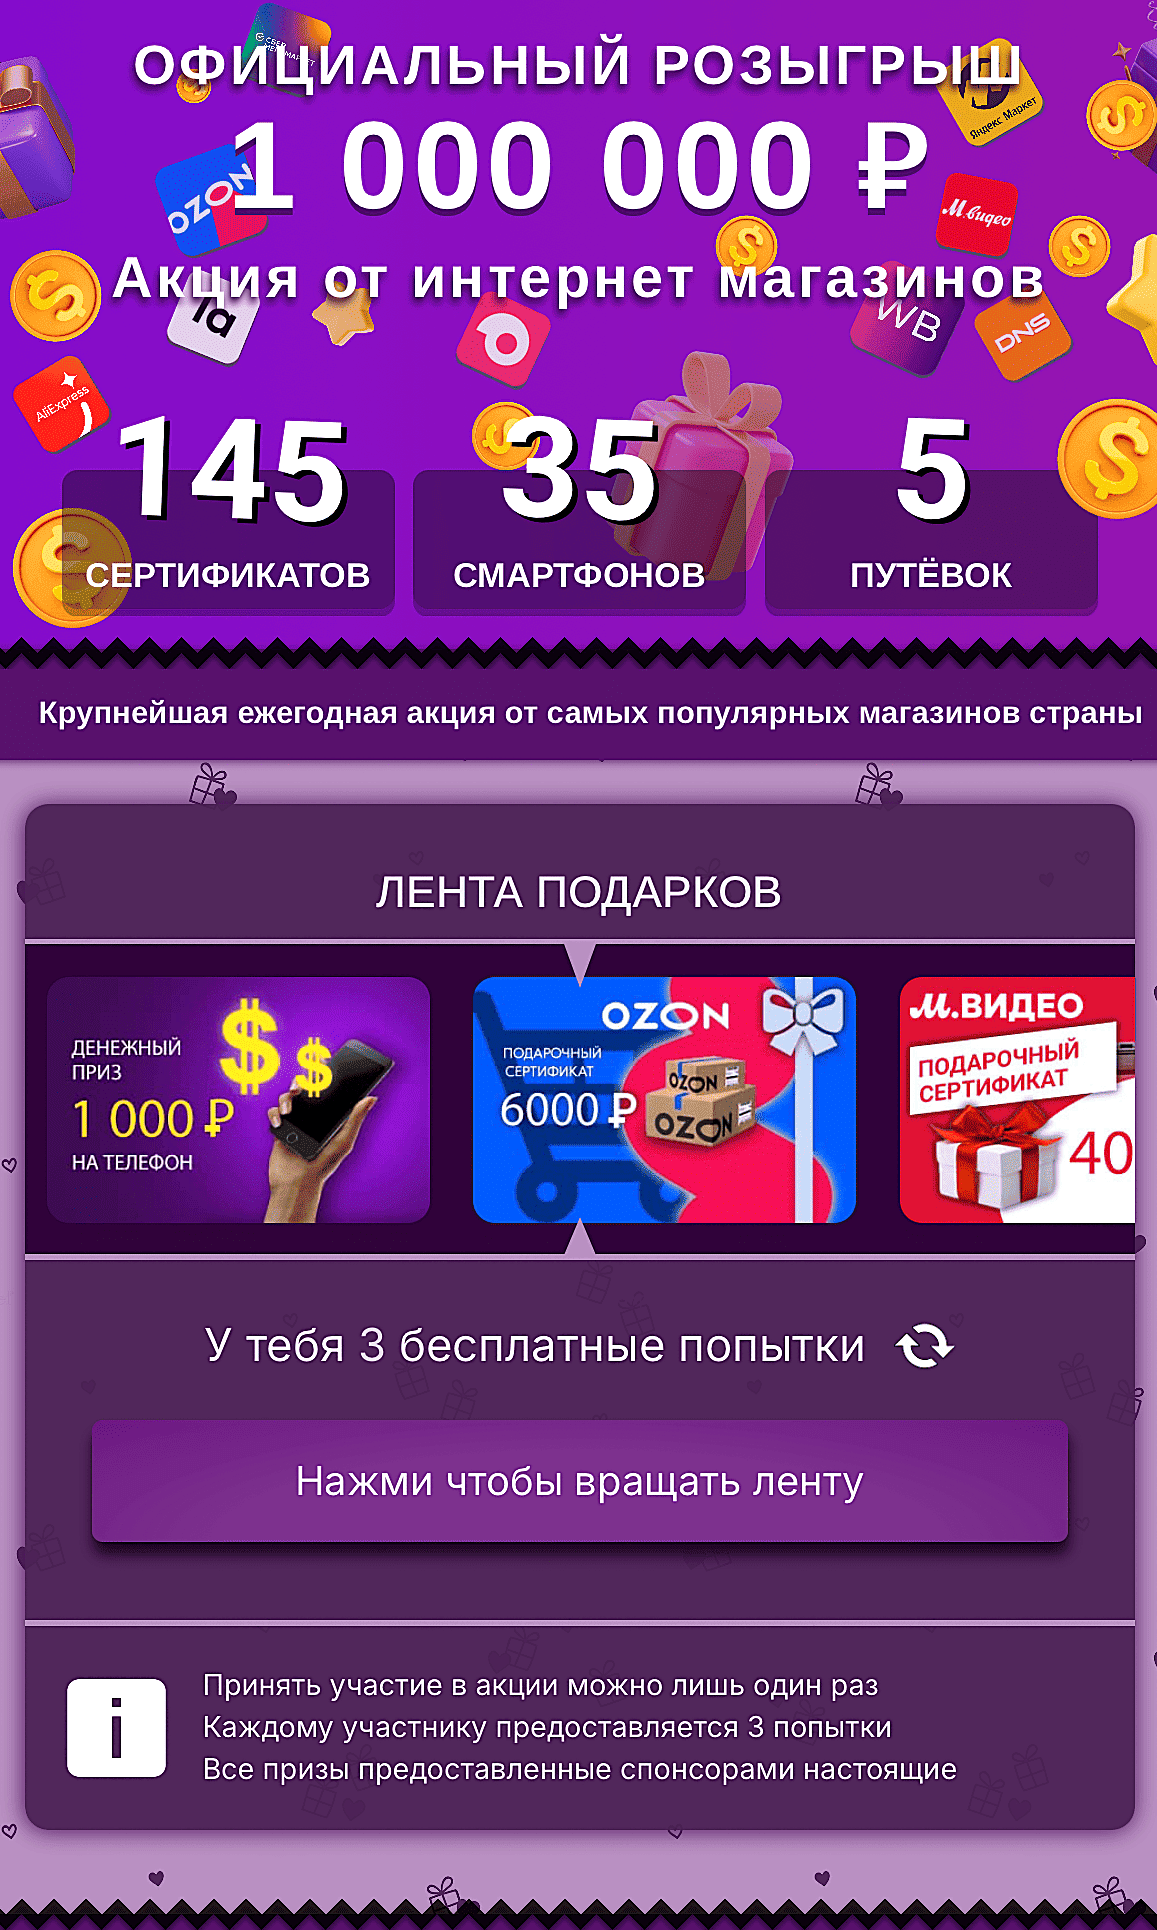 СБЕР
МЕГАМАРКЕТ
ОФИЦИАЛЬНЫЙ РОЗЫГРЫШ
Яндекс Маркет
1 000 000 ₽
OZON
М.видео
Акция от интернет магазинов
la
WB
DNS
AliExpress
145
35
5
СЕРТИФИКАТОВ
СМАРТФОНОВ
ПУТЁВОК
Крупнейшая ежегодная акция от самых популярных магазинов страны
ЛЕНТА ПОДАРКОВ
ДЕНЕЖНЫЙ
ПРИЗ
1 000 ₽
НА ТЕЛЕФОН
OZON
ПОДАРОЧНЫЙ
СЕРТИФИКАТ
6000 ₽
OZON
OZON
М.ВИДЕО
ПОДАРОЧНЫЙ
СЕРТИФИКАТ
40
У тебя 3 бесплатные попытки
Нажми чтобы вращать ленту
i
Принять участие в акции можно лишь один раз
Каждому участнику предоставляется 3 попытки
Все призы предоставленные спонсорами настоящие